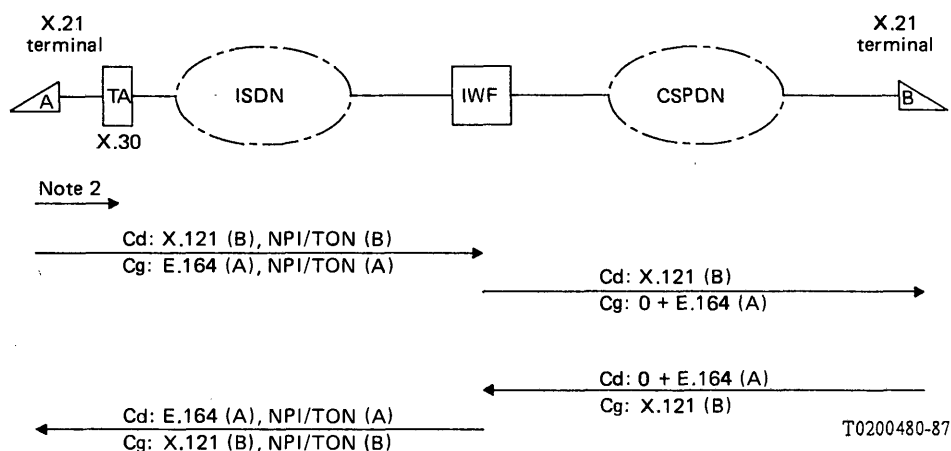 X.21
terminal
X.21
terminal
A
TA
ISDN
IWF
CSPDN
B
X.30
Note 2
Cd: X.121 (B), NPI/TON (B)
Cg: E.164 (A), NPI/TON (A)
Cd: X.121 (B)
Cg: 0 + E.164 (A)
Cd: 0 + E.164 (A)
Cg: X.121 (B)
Cd: E.164 (A), NPI/TON (A)
Cg: X.121 (B), NPI/TON (B)
T0200480-87